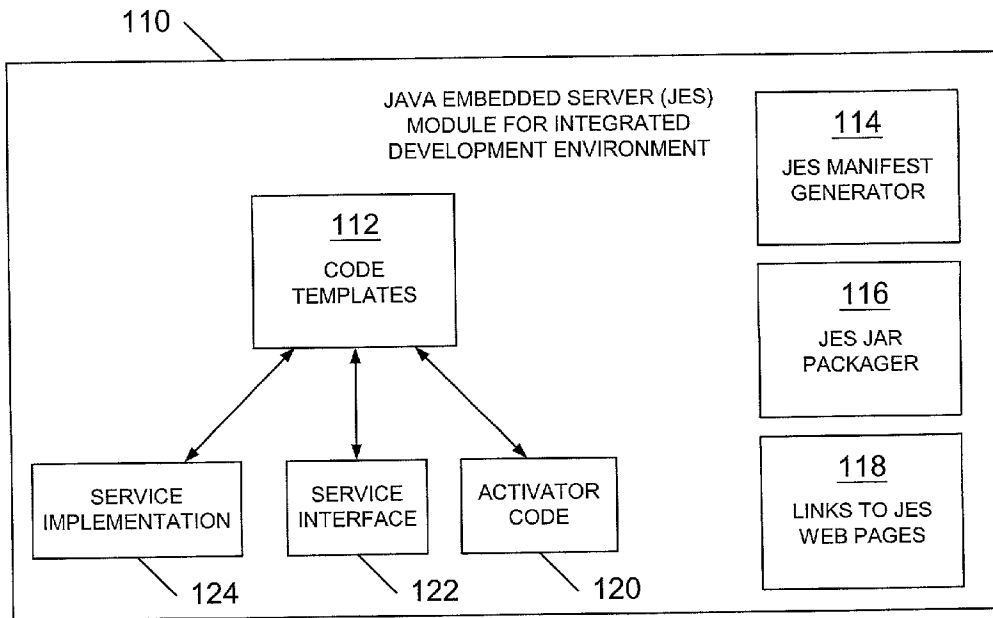 110
JAVA EMBEDDED SERVER (JES)
MODULE FOR INTEGRATED
DEVELOPMENT ENVIRONMENT
114
JES MANIFEST
GENERATOR
112
CODE
TEMPLATES
116
JES JAR
PACKAGER
118
LINKS TO JES
WEB PAGES
SERVICE
IMPLEMENTATION
SERVICE
INTERFACE
ACTIVATOR
CODE
124
122
120